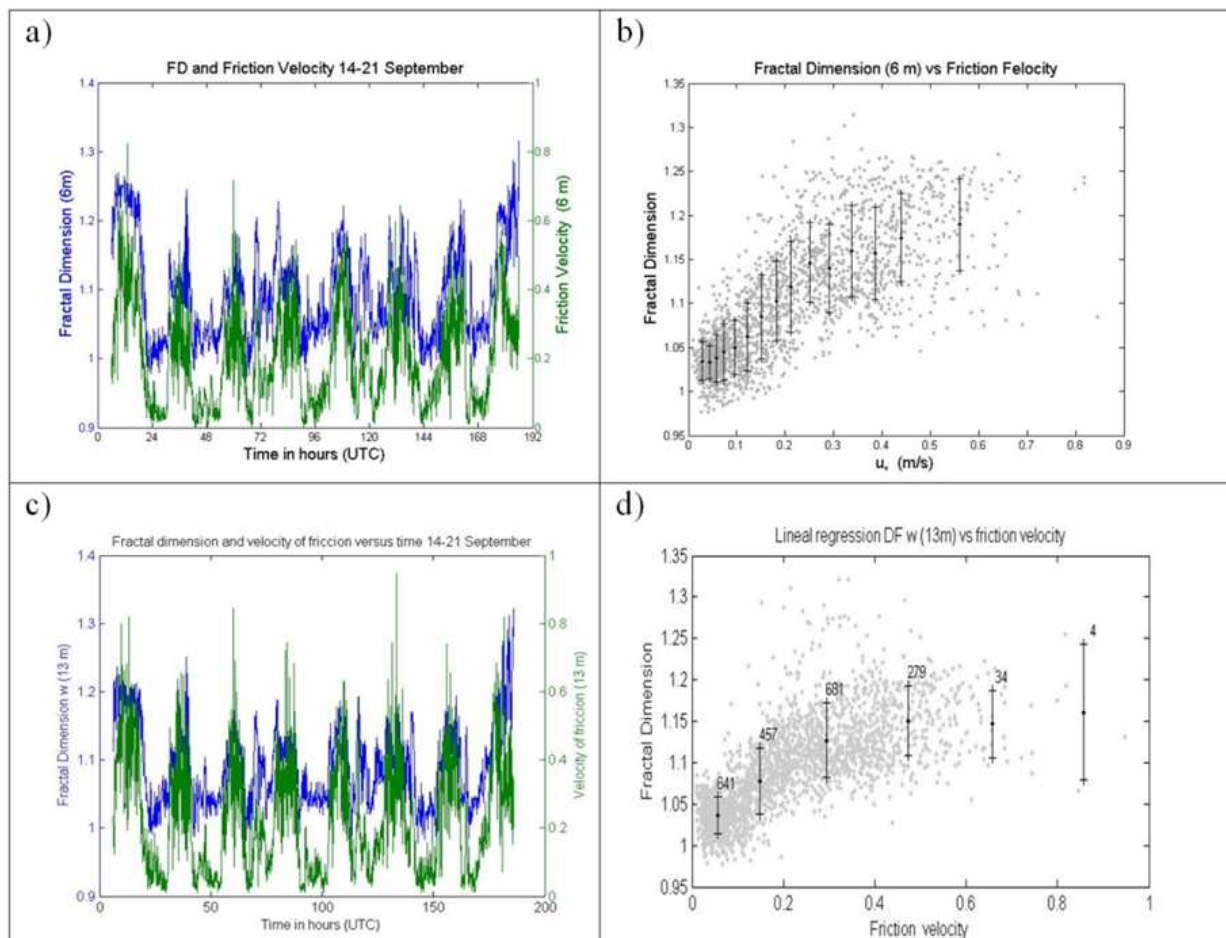 a)
FD and Friction Velocity 14-21 September
1.4
1.3
1.2
1.1
1
0.9
Fractal Dimension (6m)
1
0.8
0.6
0.4
0.2
0
Friction Velocity (6 m)
0 24 48 72 96 120 144 168 192
Time in hours (UTC)
b)
Fractal Dimension (6 m) vs Friction Felocity
1.35
1.3
1.25
1.2
1.15
1.1
1.05
1
0.95
Fractal Dimension
0 0.1 0.2 0.3 0.4 0.5 0.6 0.7 0.8 0.9
u* (m/s)
c)
Fractal dimension and velocity of friccion versus time 14-21 September
1.4
1.3
1.2
1.1
1
0.9
Fractal Dimension w (13 m)
1
0.8
0.6
0.4
0.2
0
Velocity of friccion (13 m)
0 50 100 150 200
Time in hours (UTC)
d)
Lineal regression DF w (13m) vs friction velocity
1.35
1.3
1.25
1.2
1.15
1.1
1.05
1
0.95
Fractal Dimension
641
457
681
279
34
4
0 0.2 0.4 0.6 0.8 1
Friction velocity